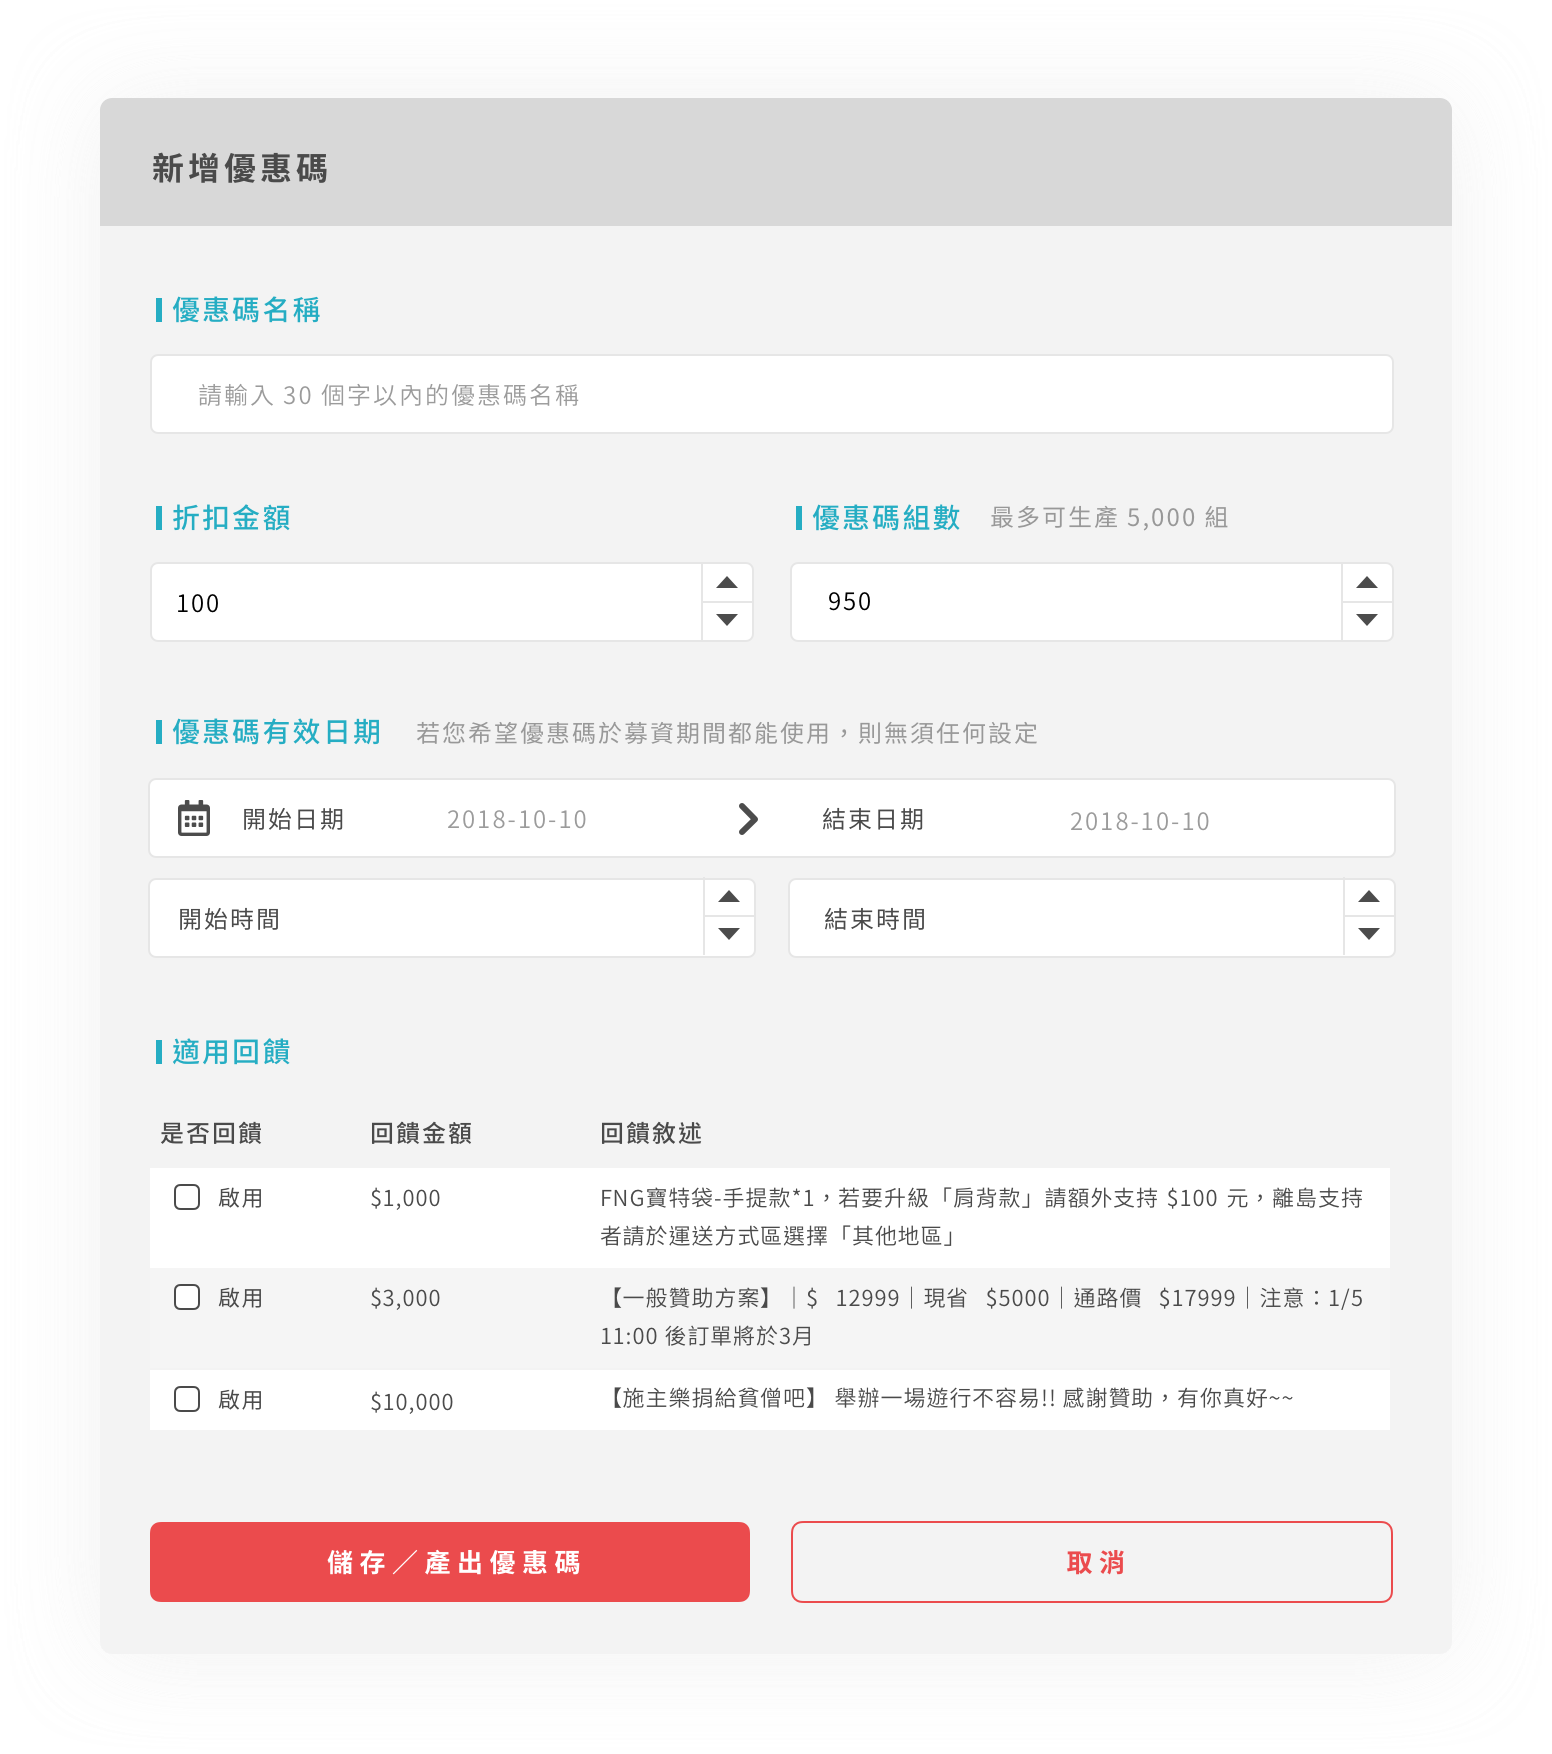 新增優惠碼
優惠碼名稱
請輸入 30 個字以內的優惠碼名稱
折扣金額
優惠碼組數 最多可生產 5,000 組
100
950
優惠碼有效日期 若您希望優惠碼於募資期間都能使用，則無須任何設定
開始日期 2018-10-10 結束日期 2018-10-10
開始時間
結束時間
適用回饋
是否回饋 回饋金額 回饋敘述
啟用 $1,000 FNG寶特袋-手提款*1，若要升級「肩背款」請額外支持 $100 元，離島支持
者請於運送方式區選擇「其他地區」
啟用 $3,000 【一般贊助方案】｜$ 12999｜現省 $5000｜通路價 $17999｜注意：1/5
11:00 後訂單將於3月
啟用 $10,000 【施主樂捐給貧僧吧】 舉辦一場遊行不容易!! 感謝贊助，有你真好~~
儲存／產出優惠碼
取消